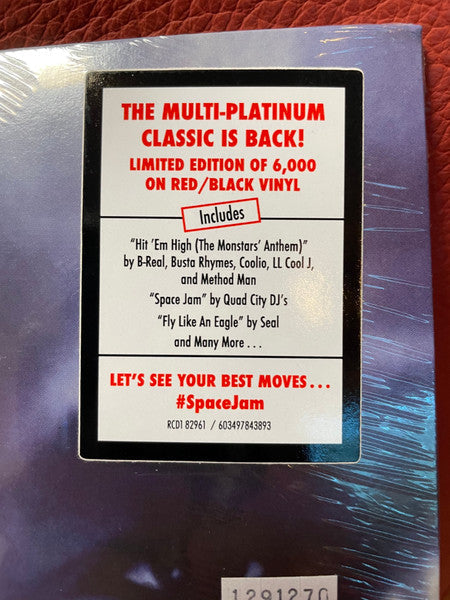 THE MULTI-PLATINUM
CLASSIC IS BACK!
LIMITED EDITION OF 6,000
ON RED/BLACK VINYL
Includes
“Hit ’Em High (The Monstars’ Anthem)”
by B-Real, Busta Rhymes, Coolio, LL Cool J,
and Method Man
“Space Jam” by Quad City DJ’s
“Fly Like An Eagle” by Seal
and Many More . . .
LET’S SEE YOUR BEST MOVES . . .
#SpaceJam
RCD1 82961 / 603497843893
1291270